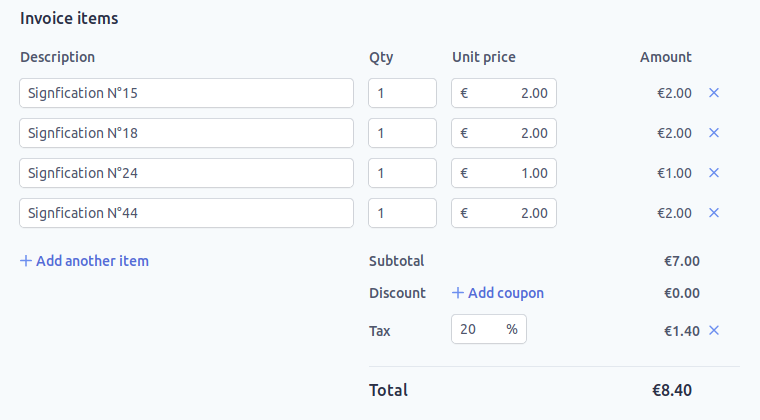 Invoice items
Description Qty Unit price Amount
Signfication N°15 1 € 2.00 €2.00 ×
Signfication N°18 1 € 2.00 €2.00 ×
Signfication N°24 1 € 1.00 €1.00 ×
Signfication N°44 1 € 2.00 €2.00 ×
+ Add another item Subtotal €7.00
Discount + Add coupon €0.00
Tax 20 % €1.40 ×
Total €8.40